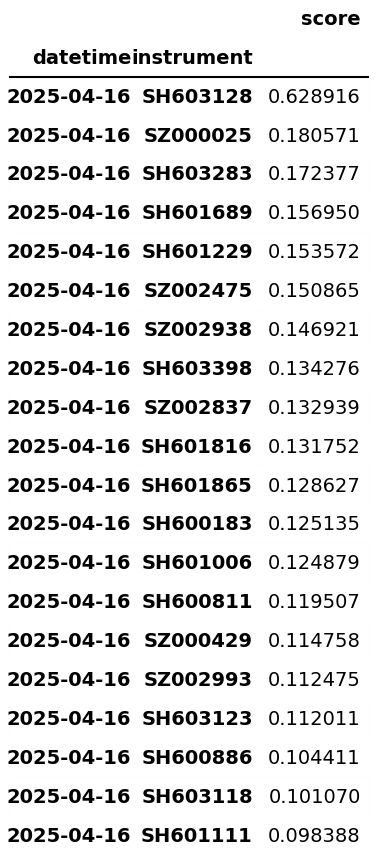 score
datetime instrument
2025-04-16 SH603128 0.628916
2025-04-16 SZ000025 0.180571
2025-04-16 SH603283 0.172377
2025-04-16 SH601689 0.156950
2025-04-16 SH601229 0.153572
2025-04-16 SZ002475 0.150865
2025-04-16 SZ002938 0.146921
2025-04-16 SH603398 0.134276
2025-04-16 SZ002837 0.132939
2025-04-16 SH601816 0.131752
2025-04-16 SH601865 0.128627
2025-04-16 SH600183 0.125135
2025-04-16 SH601006 0.124879
2025-04-16 SH600811 0.119507
2025-04-16 SZ000429 0.114758
2025-04-16 SZ002993 0.112475
2025-04-16 SH603123 0.112011
2025-04-16 SH600886 0.104411
2025-04-16 SH603118 0.101070
2025-04-16 SH601111 0.098388